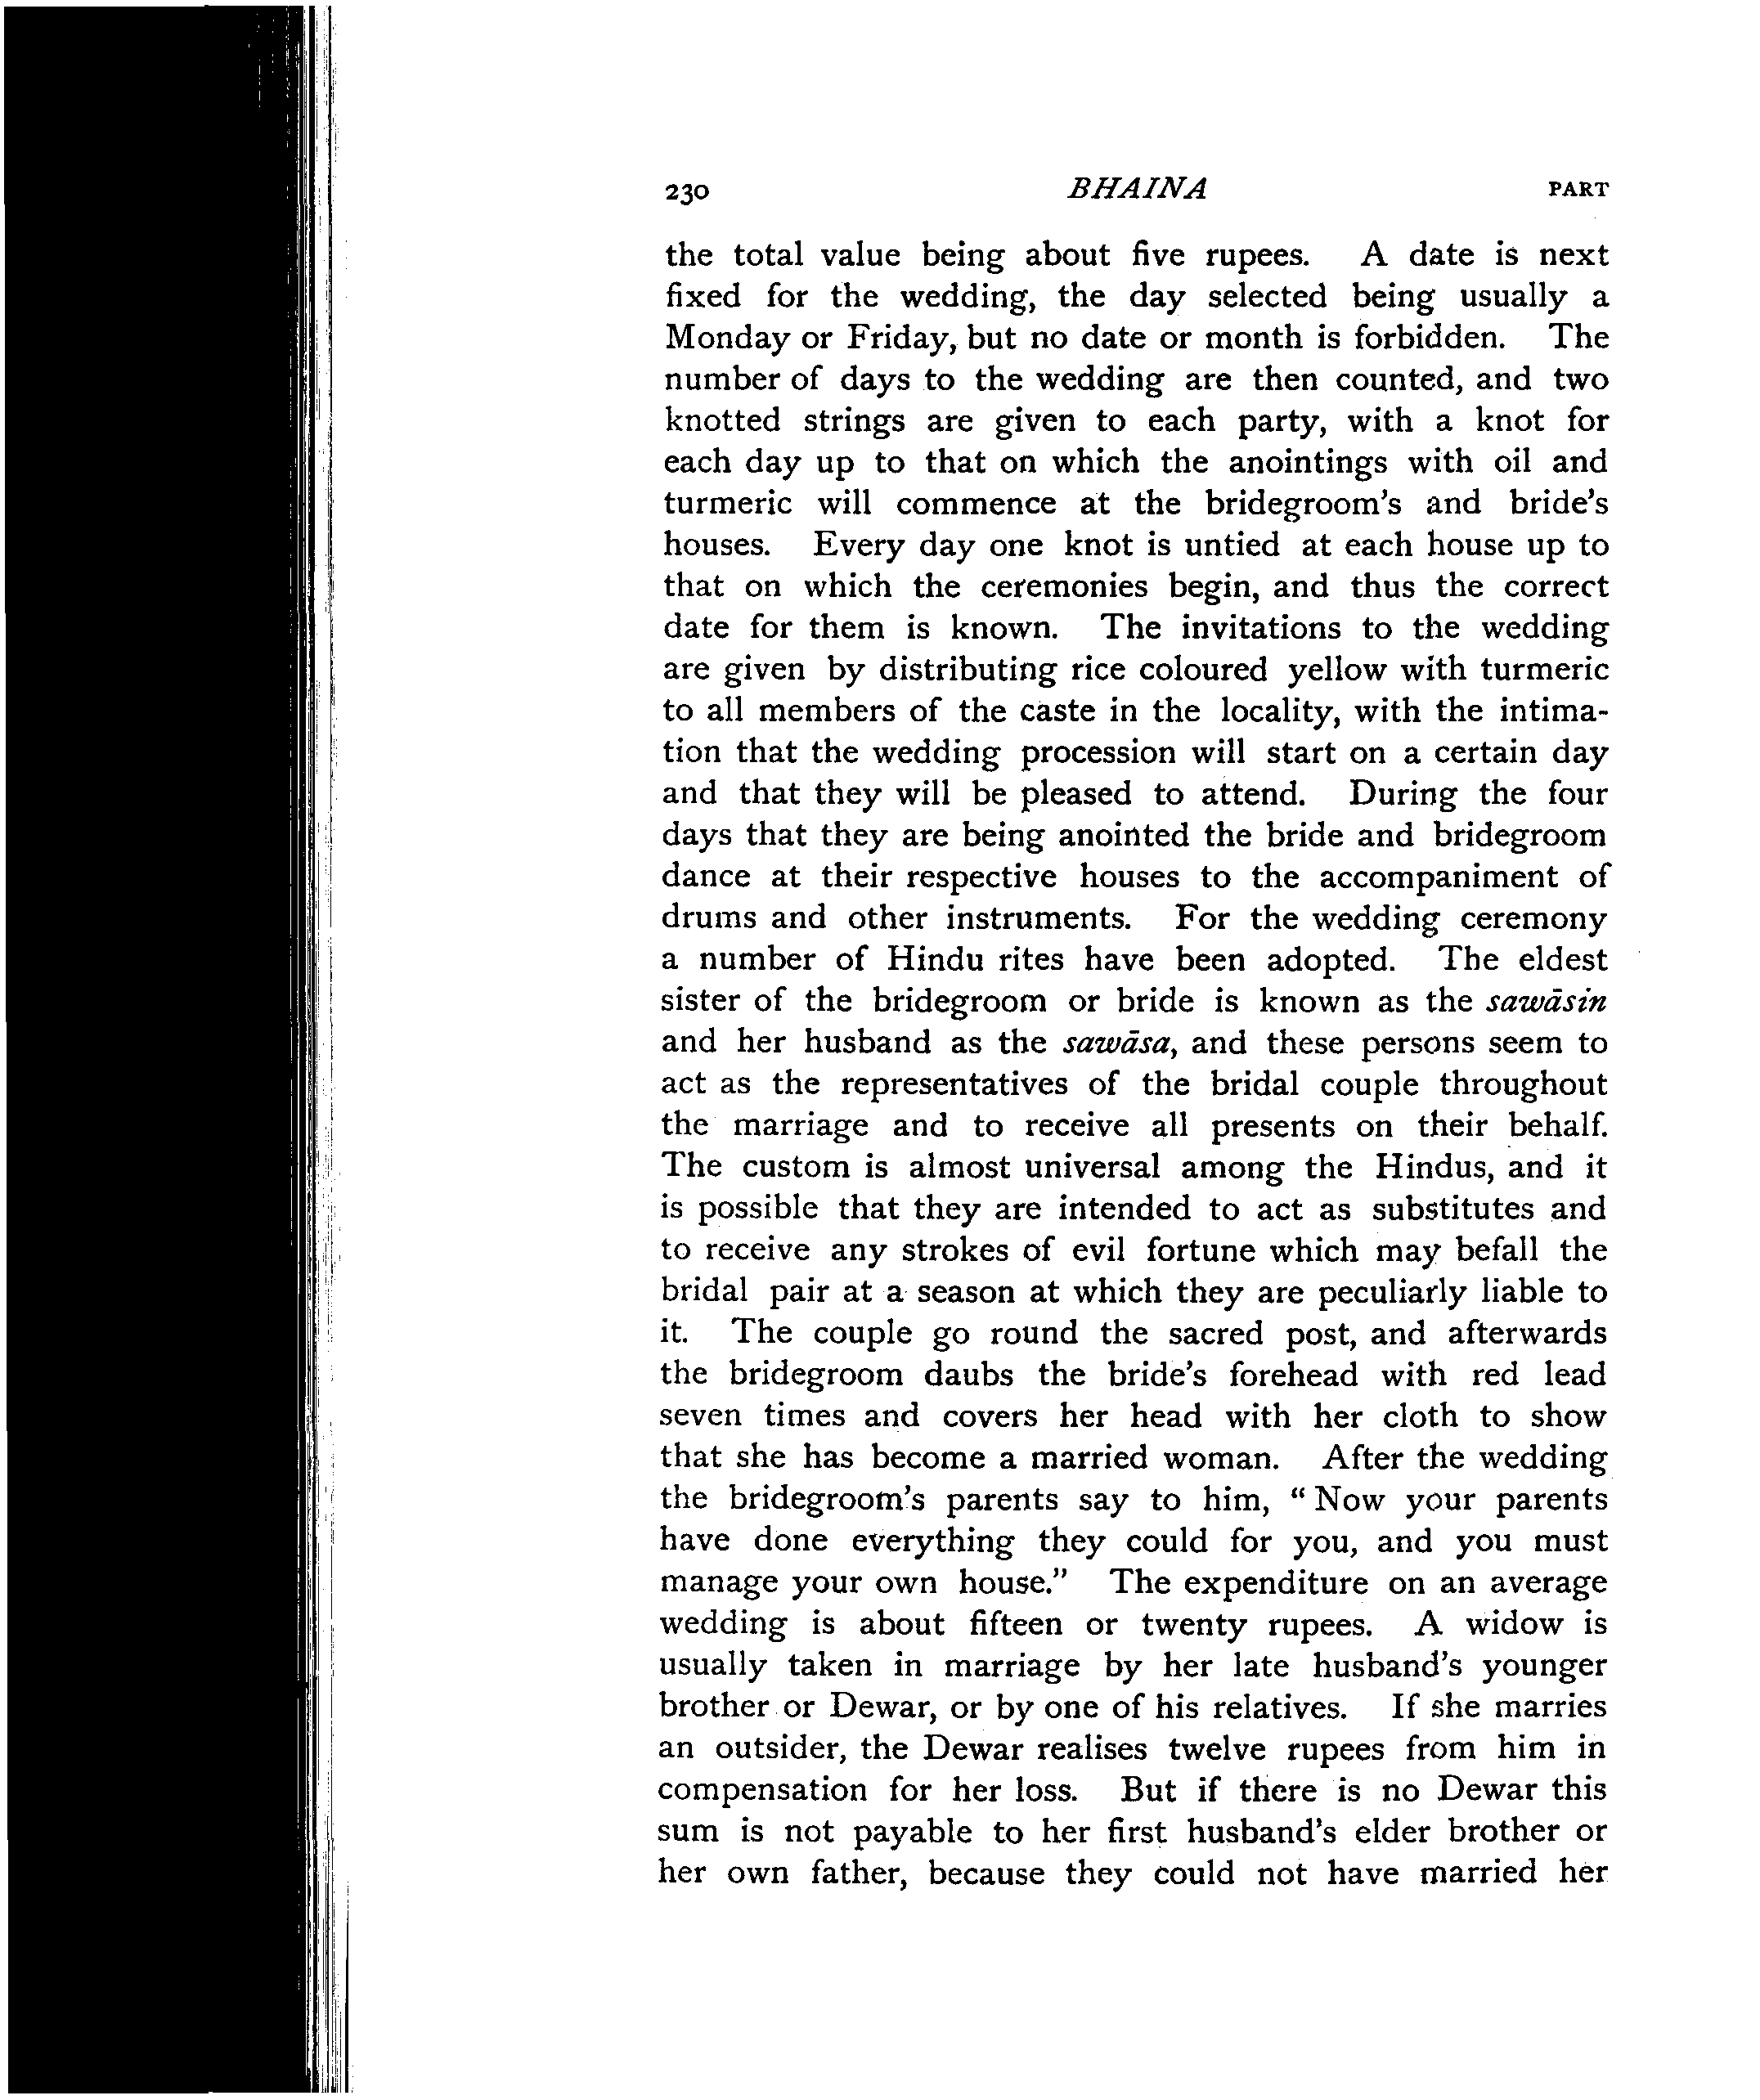 230 BHAINA PART
the total value being about five rupees. A date is next
fixed for the wedding, the day selected being usually a
Monday or Friday, but no date or month is forbidden. The
number of days to the wedding are then counted, and two
knotted strings are given to each party, with a knot for
each day up to that on which the anointings with oil and
turmeric will commence at the bridegroom's and bride's
houses. Every day one knot is untied at each house up to
that on which the ceremonies begin, and thus the correct
date for them is known. The invitations to the wedding
are given by distributing rice coloured yellow with turmeric
to all members of the caste in the locality, with the intima-
tion that the wedding procession will start on a certain day
and that they will be pleased to attend. During the four
days that they are being anointed the bride and bridegroom
dance at their respective houses to the accompaniment of
drums and other instruments. For the wedding ceremony
a number of Hindu rites have been adopted. The eldest
sister of the bridegroom or bride is known as the sawāsin
and her husband as the sawāsa, and these persons seem to
act as the representatives of the bridal couple throughout
the marriage and to receive all presents on their behalf.
The custom is almost universal among the Hindus, and it
is possible that they are intended to act as substitutes and
to receive any strokes of evil fortune which may befall the
bridal pair at a season at which they are peculiarly liable to
it. The couple go round the sacred post, and afterwards
the bridegroom daubs the bride's forehead with red lead
seven times and covers her head with her cloth to show
that she has become a married woman. After the wedding
the bridegroom's parents say to him, “Now your parents
have done everything they could for you, and you must
manage your own house.” The expenditure on an average
wedding is about fifteen or twenty rupees. A widow is
usually taken in marriage by her late husband's younger
brother or Dewar, or by one of his relatives. If she marries
an outsider, the Dewar realises twelve rupees from him in
compensation for her loss. But if there is no Dewar this
sum is not payable to her first husband's elder brother or
her own father, because they could not have married her